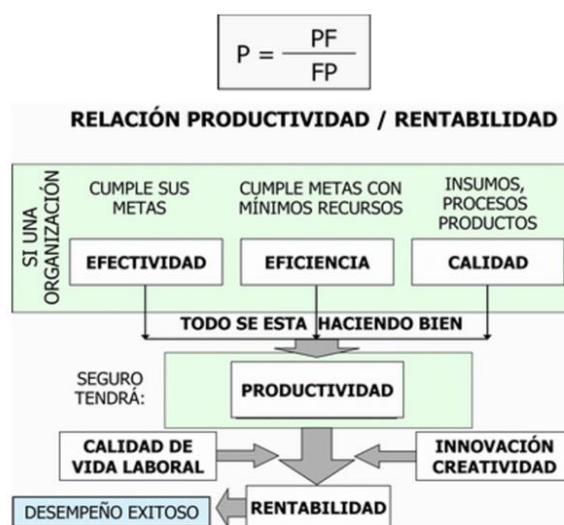 P = PF / FP
RELACIÓN PRODUCTIVIDAD / RENTABILIDAD
SI UNA
ORGANIZACIÓN
CUMPLE SUS
METAS
EFECTIVIDAD
CUMPLE METAS CON
MÍNIMOS RECURSOS
EFICIENCIA
INSUMOS,
PROCESOS
PRODUCTOS
CALIDAD
TODO SE ESTA HACIENDO BIEN
SEGURO
TENDRÁ:
PRODUCTIVIDAD
CALIDAD DE
VIDA LABORAL
INNOVACIÓN
CREATIVIDAD
DESEMPEÑO EXITOSO
RENTABILIDAD